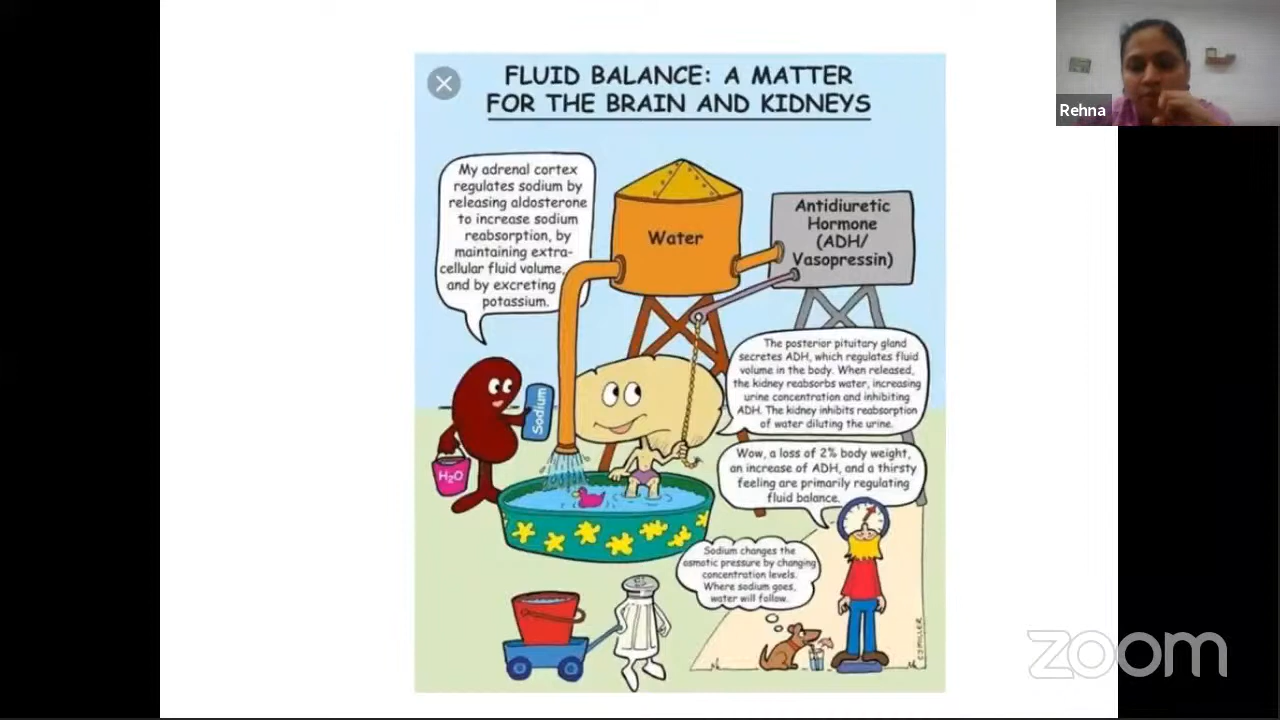 FLUID BALANCE: A MATTER
FOR THE BRAIN AND KIDNEYS
Rehna
My adrenal cortex
regulates sodium by
releasing aldosterone
to increase sodium
reabsorption, by
maintaining extra-
cellular fluid volume,
and by excreting
potassium.
Water
Antidiuretic
Hormone
(ADH/
Vasopressin)
The posterior pituitary gland
secretes ADH, which regulates fluid
volume in the body. When released,
the kidney reabsorbs water, increasing
urine concentration and inhibiting
ADH. The kidney inhibits reabsorption
of water diluting the urine.
Sodium
H₂O
Wow, a loss of 2% body weight,
an increase of ADH, and a thirsty
feeling are primarily regulating
fluid balance.
Sodium changes the
osmotic pressure by changing
concentration levels.
Where sodium goes,
water will follow.
CJMILLER
zoom